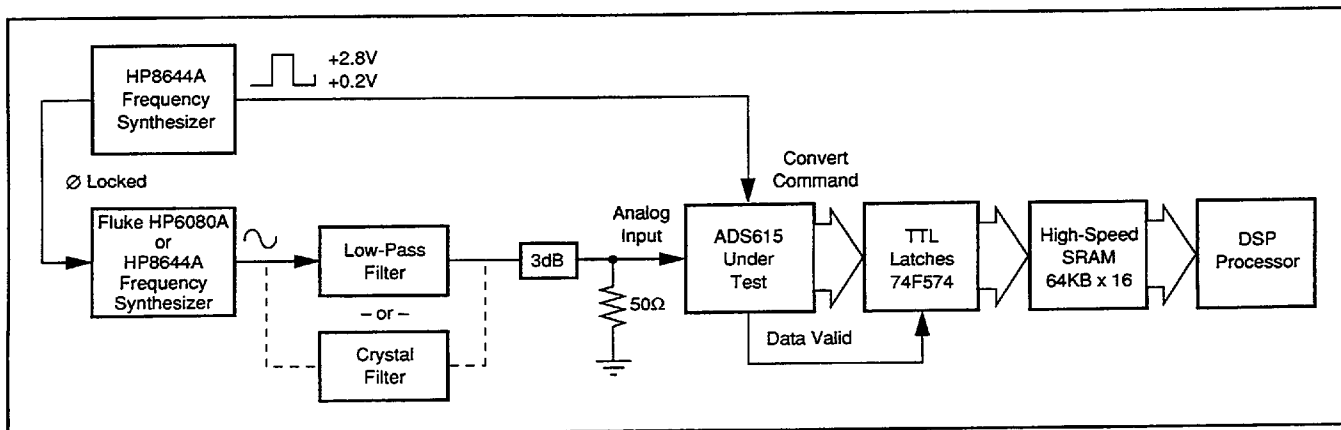 HP8644A
Frequency
Synthesizer
+2.8V
+0.2V
Ø Locked
Fluke HP6080A
or
HP8644A
Frequency
Synthesizer
Low-Pass
Filter
– or –
Crystal
Filter
3dB
50Ω
Analog
Input
Convert
Command
ADS615
Under
Test
Data Valid
TTL
Latches
74F574
High-Speed
SRAM
64KB x 16
DSP
Processor